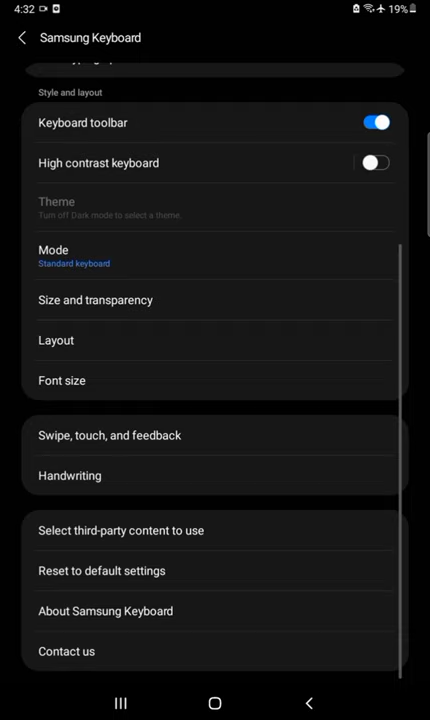 4:32
19%
Samsung Keyboard
Style and layout
Keyboard toolbar
High contrast keyboard
Theme
Turn off Dark mode to select a theme.
Mode
Standard keyboard
Size and transparency
Layout
Font size
Swipe, touch, and feedback
Handwriting
Select third-party content to use
Reset to default settings
About Samsung Keyboard
Contact us